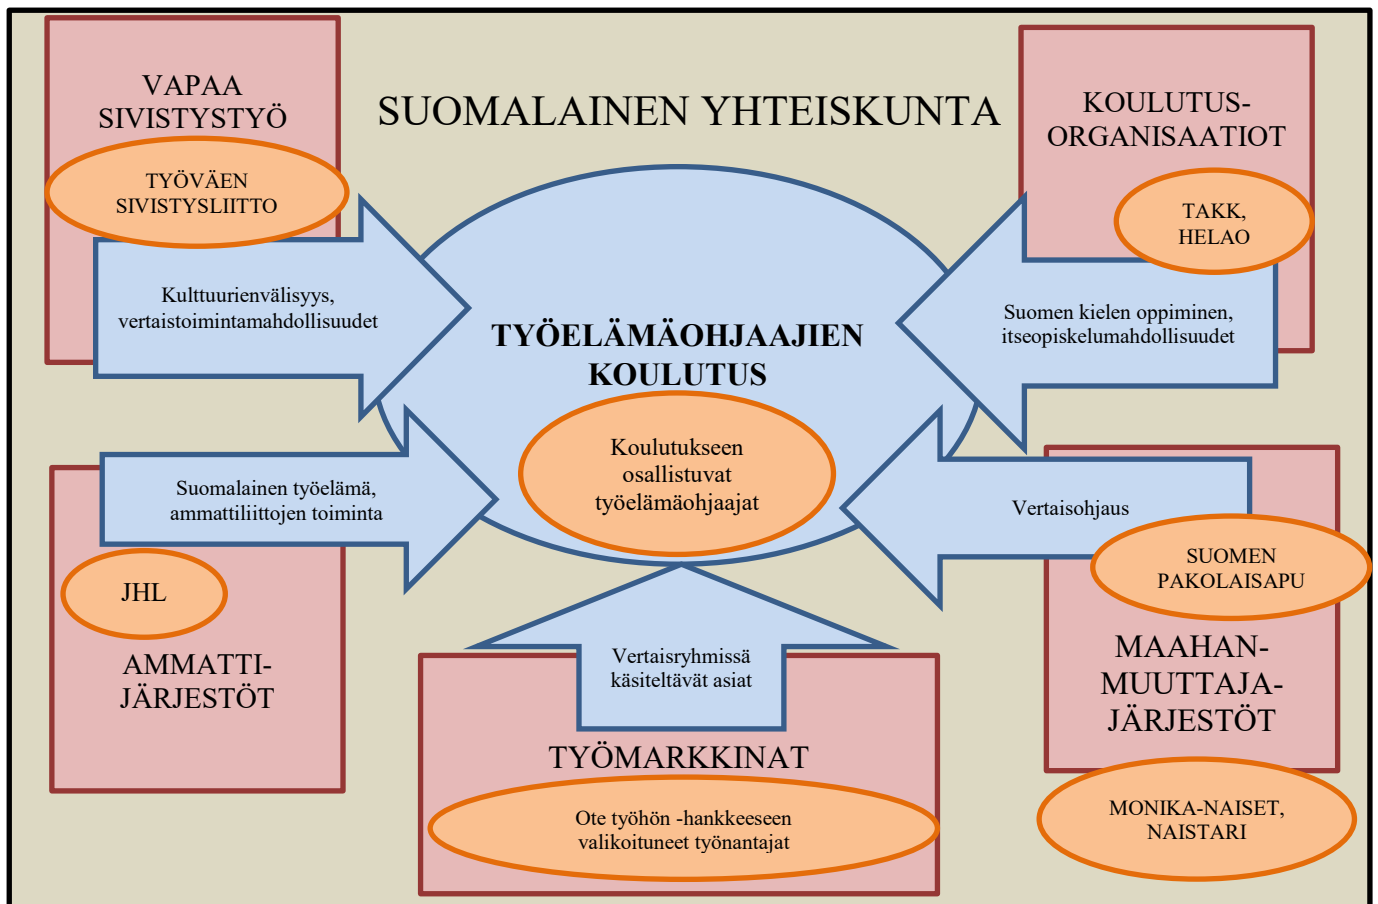 SUOMALAINEN YHTEISKUNTA
VAPAA
SIVISTYSTYÖ
TYÖVÄEN
SIVISTYSLIITTO
Kulttuurienvälisyys,
vertaistoimintamahdollisuudet
KOULUTUS-
ORGANISAATIOT
TAKK,
HELAO
Suomen kielen oppiminen,
itseopiskelumahdollisuudet
TYÖELÄMÄOHJAAJIEN
KOULUTUS
Koulutukseen
osallistuvat
työelämäohjaajat
Suomalainen työelämä,
ammattiliittojen toiminta
JHL
AMMATTI-
JÄRJESTÖT
Vertaisohjaus
SUOMEN
PAKOLAISAPU
MAAHAN-
MUUTTAJA-
JÄRJESTÖT
MONIKA-NAISET,
NAISTARI
Vertaisryhmissä
käsiteltävät asiat
TYÖMARKKINAT
Ote työhön -hankkeeseen
valikoituneet työnantajat